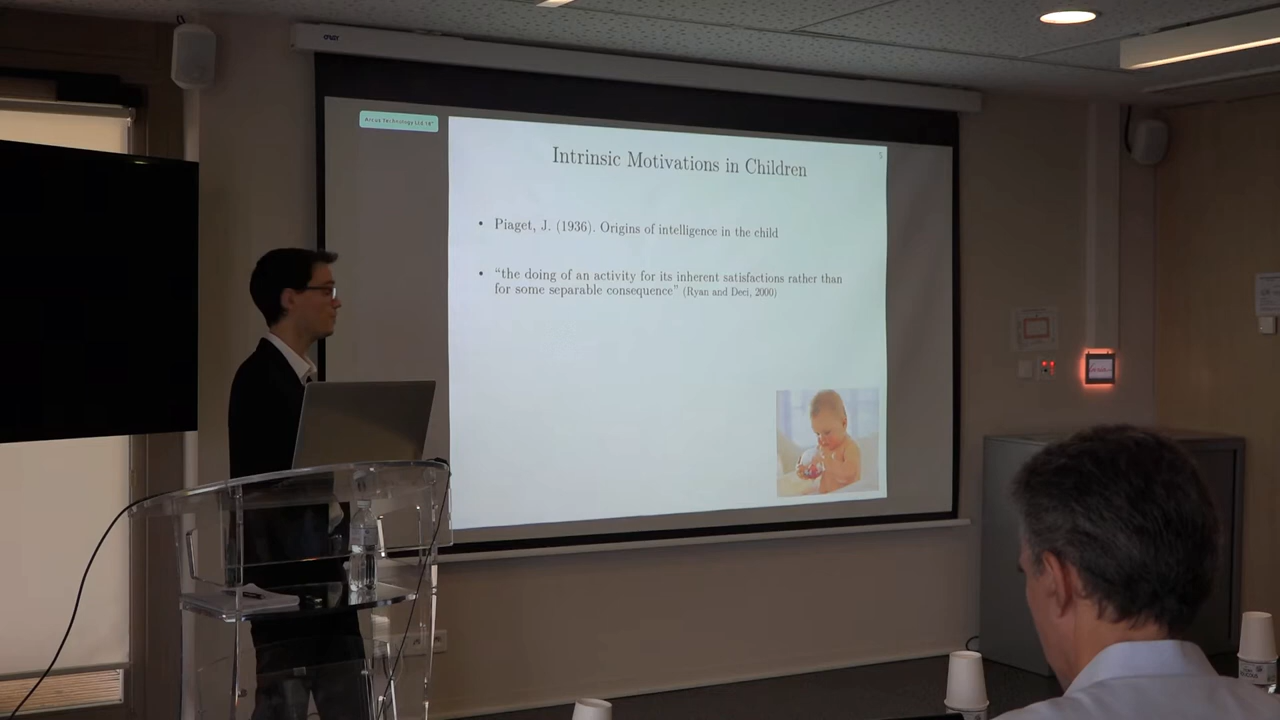 Intrinsic Motivations in Children
5
• Piaget, J. (1936). Origins of intelligence in the child
• “the doing of an activity for its inherent satisfactions rather than
for some separable consequence” (Ryan and Deci, 2000)